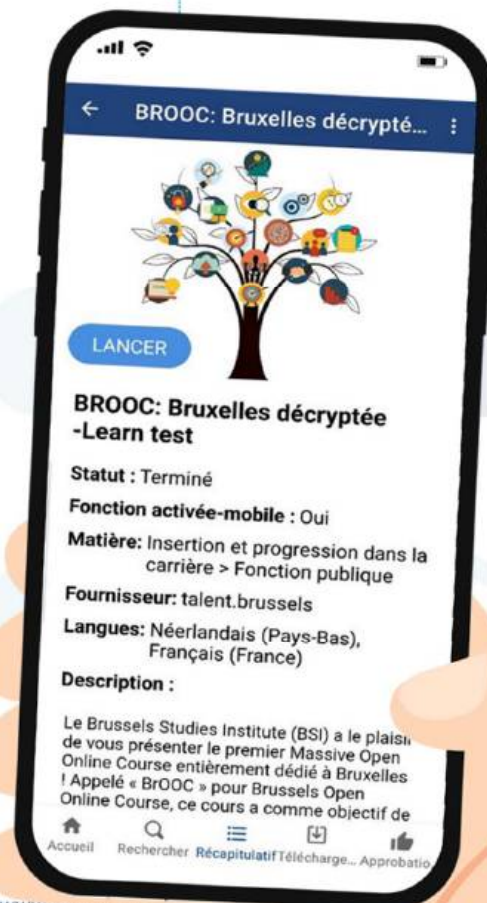 BROOC: Bruxelles décrypté...
LANCER
BROOC: Bruxelles décryptée
-Learn test
Statut : Terminé
Fonction activée-mobile : Oui
Matière: Insertion et progression dans la
carrière > Fonction publique
Fournisseur: talent.brussels
Langues: Néerlandais (Pays-Bas),
Français (France)
Description :
Le Brussels Studies Institute (BSI) a le plaisir
de vous présenter le premier Massive Open
Online Course entièrement dédié à Bruxelles
! Appelé « BrOOC » pour Brussels Open
Online Course, ce cours a comme objectif de
Accueil Rechercher Récapitulatif Télécharge... Approbatio...